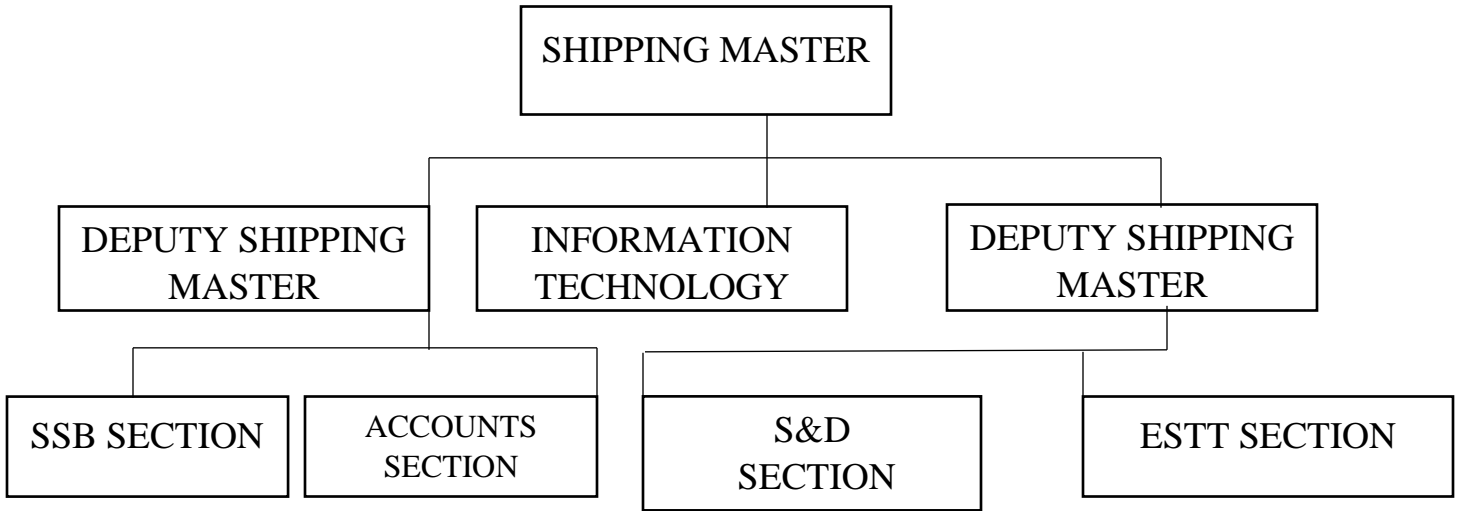 SHIPPING MASTER
DEPUTY SHIPPING
MASTER
INFORMATION
TECHNOLOGY
DEPUTY SHIPPING
MASTER
SSB SECTION
ACCOUNTS
SECTION
S&D
SECTION
ESTT SECTION